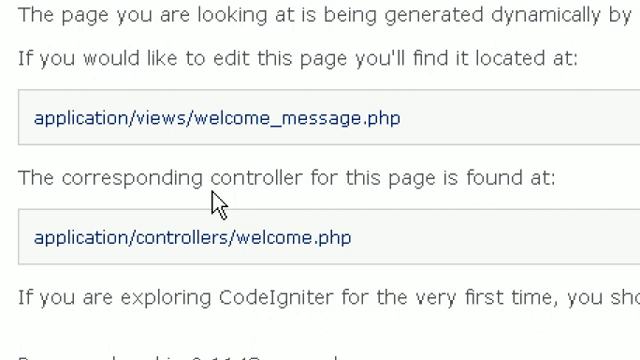 The page you are looking at is being generated dynamically by
If you would like to edit this page you'll find it located at:
application/views/welcome_message.php
The corresponding controller for this page is found at:
application/controllers/welcome.php
If you are exploring CodeIgniter for the very first time, you